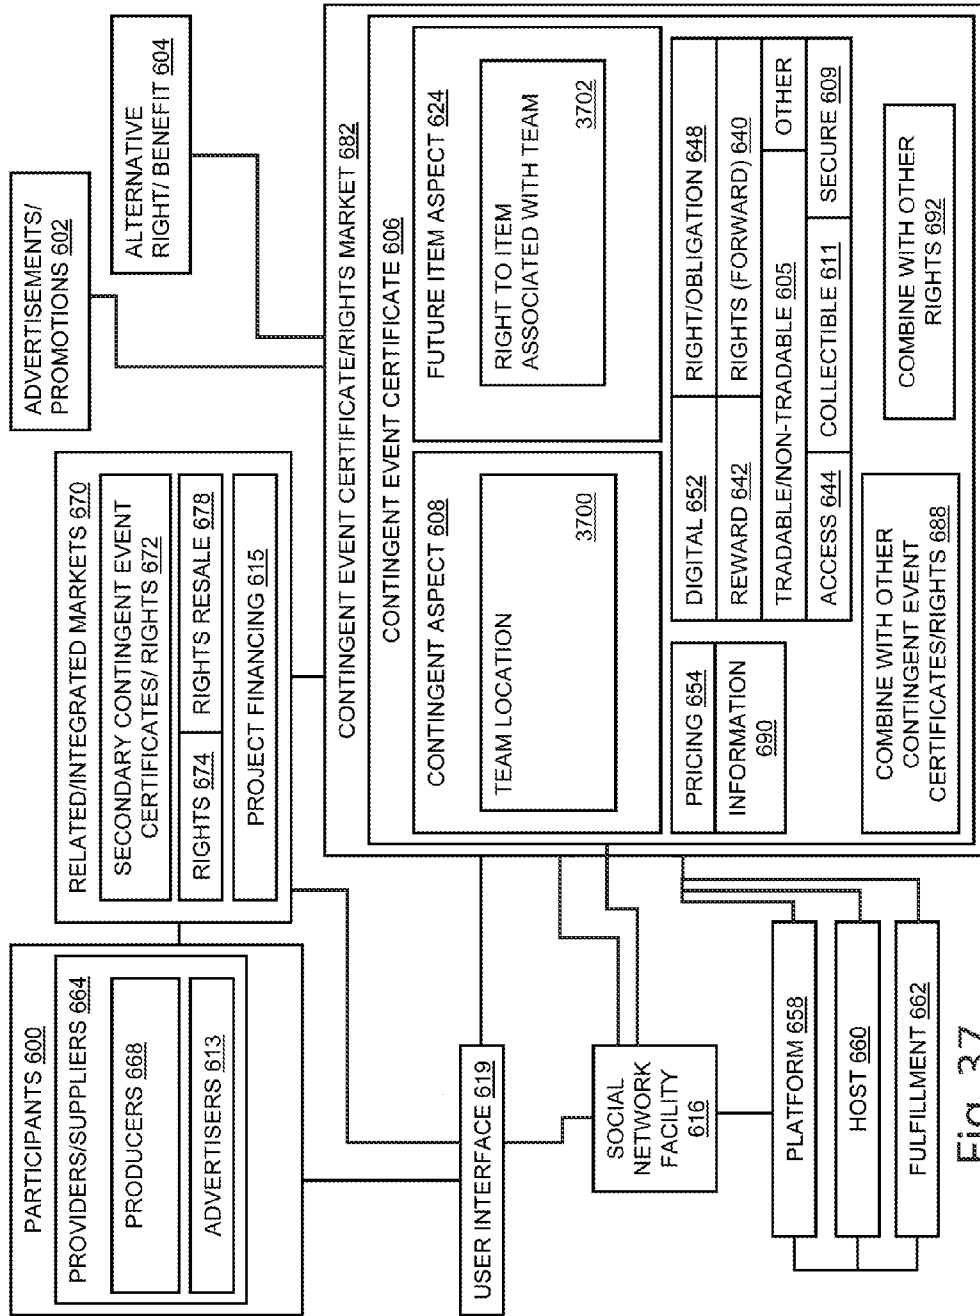 PARTICIPANTS 600
PROVIDERS/SUPPLIERS 664
PRODUCERS 668
ADVERTISERS 613
RELATED/INTEGRATED MARKETS 670
SECONDARY CONTINGENT EVENT
CERTIFICATES/ RIGHTS 672
RIGHTS 674
RIGHTS RESALE 678
PROJECT FINANCING 615
ADVERTISEMENTS/
PROMOTIONS 602
ALTERNATIVE
RIGHT/ BENEFIT 604
USER INTERFACE 619
SOCIAL
NETWORK
FACILITY
616
PLATFORM 658
HOST 660
FULFILLMENT 662
CONTINGENT EVENT CERTIFICATE/RIGHTS MARKET 682
CONTINGENT EVENT CERTIFICATE 606
CONTINGENT ASPECT 608
TEAM LOCATION
3700
FUTURE ITEM ASPECT 624
RIGHT TO ITEM
ASSOCIATED WITH TEAM
3702
PRICING 654
INFORMATION
690
DIGITAL 652
RIGHT/OBLIGATION 648
REWARD 642
RIGHTS (FORWARD) 640
TRADABLE/NON-TRADABLE 605
OTHER
ACCESS 644
COLLECTIBLE 611
SECURE 609
COMBINE WITH OTHER
CONTINGENT EVENT
CERTIFICATES/RIGHTS 688
COMBINE WITH OTHER
RIGHTS 692
Fig. 37